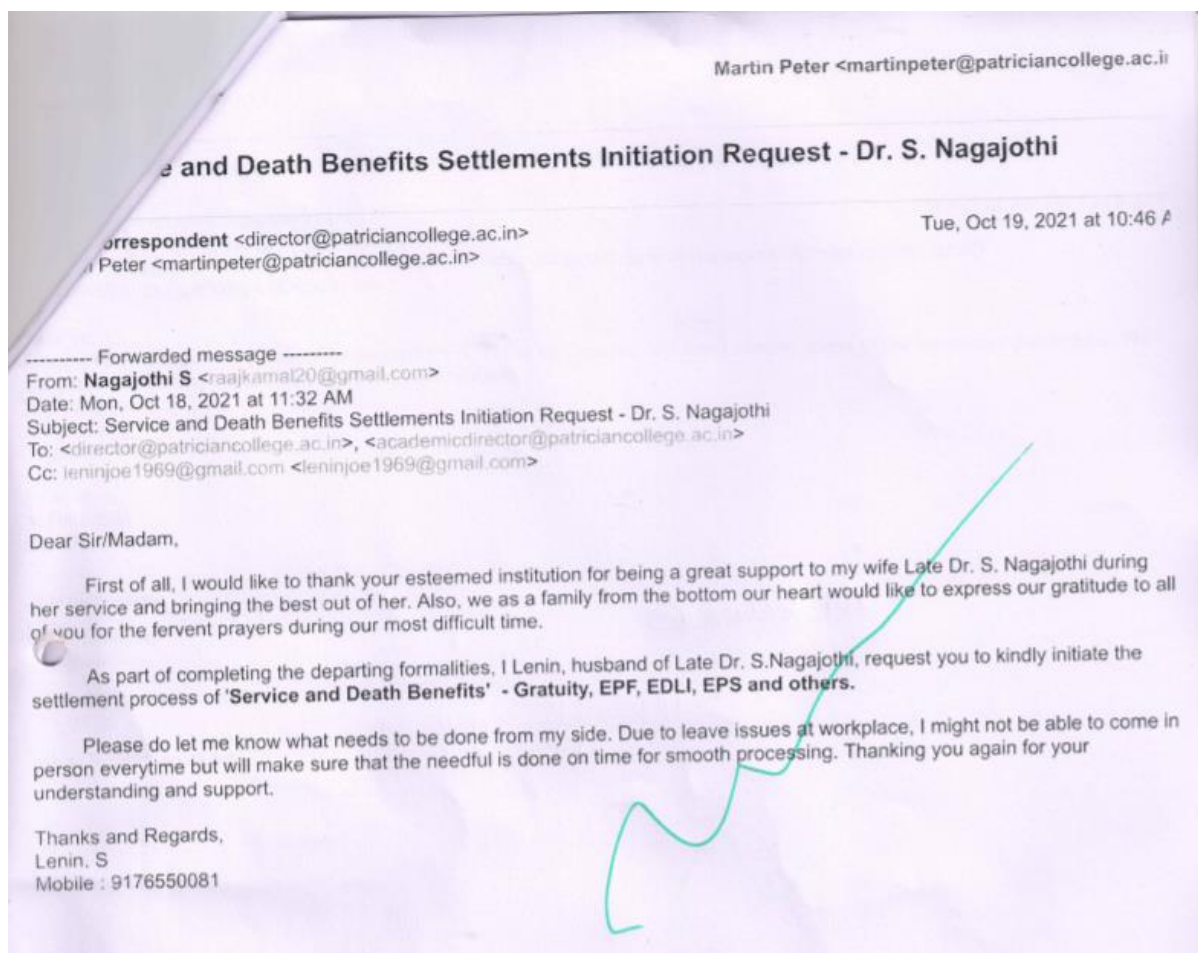 Martin Peter <martinpeter@patriciancollege.ac.i
and Death Benefits Settlements Initiation Request - Dr. S. Nagajothi
orrespondent <director@patriciancollege.ac.in>
Tue, Oct 19, 2021 at 10:46
Peter <martinpeter@patriciancollege.ac.in>
---------- Forwarded message ---------
From: Nagajothi S <raajkamal20@gmail.com>
Date: Mon, Oct 18, 2021 at 11:32 AM
Subject: Service and Death Benefits Settlements Initiation Request - Dr. S. Nagajothi
To: <director@patriciancollege.ac.in>, <academicdirector@patriciancollege.ac.in>
Cc: leninjoe1969@gmail.com <leninjoe1969@gmail.com>
Dear Sir/Madam,
First of all, I would like to thank your esteemed institution for being a great support to my wife Late Dr. S. Nagajothi during
her service and bringing the best out of her. Also, we as a family from the bottom our heart would like to express our gratitude to all
of you for the fervent prayers during our most difficult time.
As part of completing the departing formalities, I Lenin, husband of Late Dr. S.Nagajothi, request you to kindly initiate the
settlement process of 'Service and Death Benefits' - Gratuity, EPF, EDLI, EPS and others.
Please do let me know what needs to be done from my side. Due to leave issues at workplace, I might not be able to come in
person everytime but will make sure that the needful is done on time for smooth processing. Thanking you again for your
understanding and support.
Thanks and Regards,
Lenin. S
Mobile : 9176550081